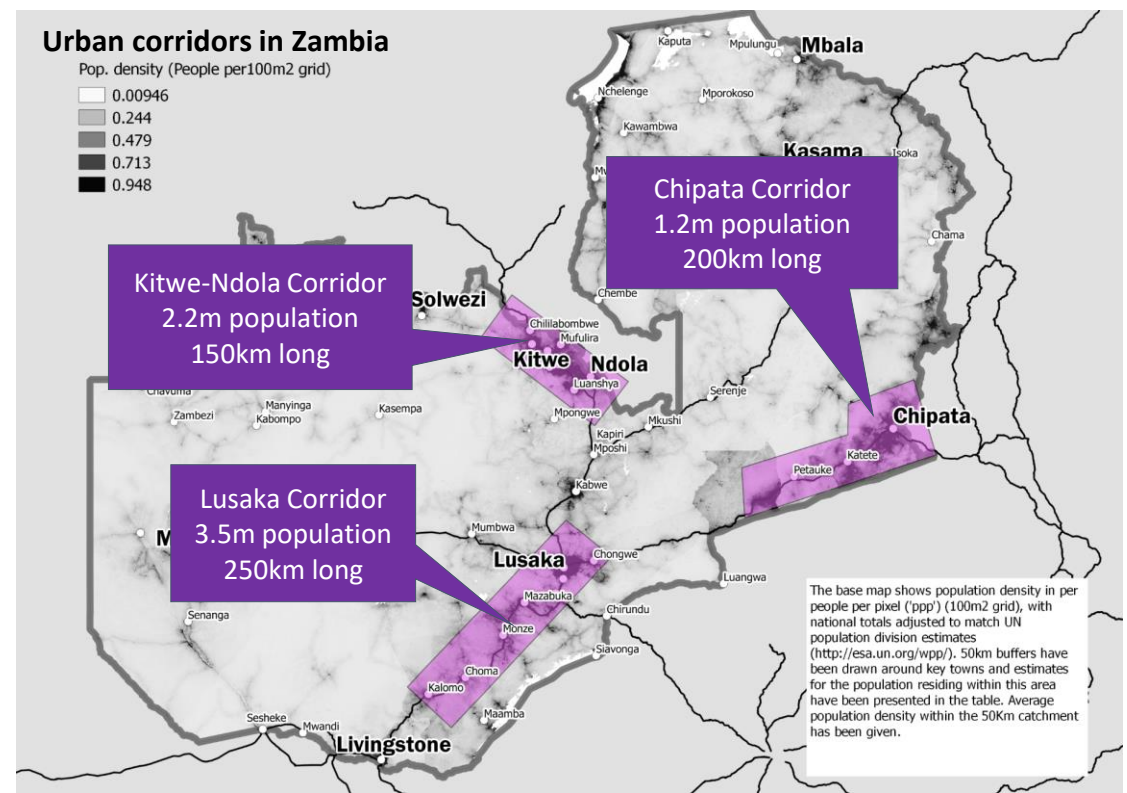 Urban corridors in Zambia
Pop. density (People per100m2 grid)
0.00946
0.244
0.479
0.713
0.948
Kaputa
Mpulungu
Mbala
Nchelenge
Mporokoso
Kawambwa
Kasama
Isoka
Chipata Corridor
1.2m population
200km long
Chama
Kitwe-Ndola Corridor
2.2m population
150km long
Solwezi
Chembe
Chililabombwe
Mufulira
Kitwe
Ndola
Luanshya
Chavuma
Zambezi
Manyinga
Kabompo
Kasempa
Mpongwe
Serenje
Mkushi
Kapiri
Mposhi
Chipata
Katete
Petauke
Kabwe
Lusaka Corridor
3.5m population
250km long
Mumbwa
Lusaka
Chongwe
Luangwa
Mazabuka
Chirundu
Senanga
Monze
Siavonga
Choma
Kalomo
Maamba
Sesheke
Mwandi
Livingstone
The base map shows population density in per
people per pixel ('ppp') (100m2 grid), with
national totals adjusted to match UN
population division estimates
(http://esa.un.org/wpp/). 50km buffers have
been drawn around key towns and estimates
for the population residing within this area
have been presented in the table. Average
population density within the 50Km catchment
has been given.